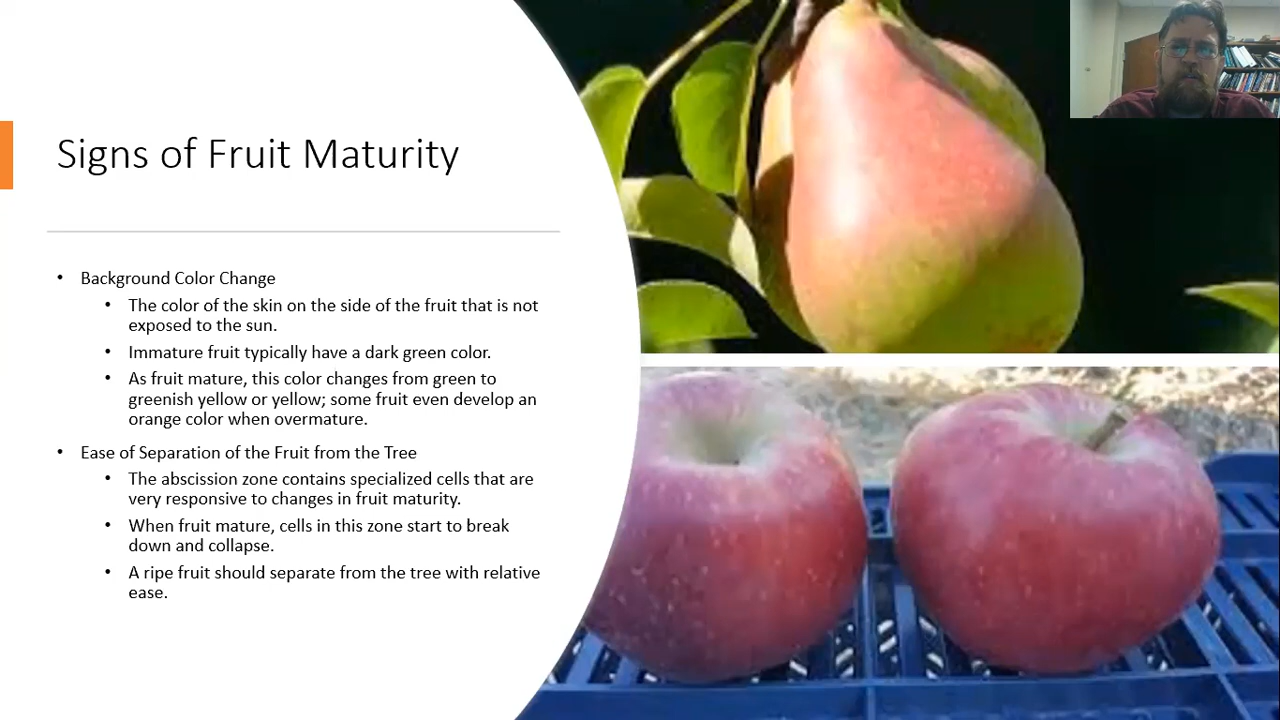 Signs of Fruit Maturity
• Background Color Change
• The color of the skin on the side of the fruit that is not
exposed to the sun.
• Immature fruit typically have a dark green color.
• As fruit mature, this color changes from green to
greenish yellow or yellow; some fruit even develop an
orange color when overmature.
• Ease of Separation of the Fruit from the Tree
• The abscission zone contains specialized cells that are
very responsive to changes in fruit maturity.
• When fruit mature, cells in this zone start to break
down and collapse.
• A ripe fruit should separate from the tree with relative
ease.